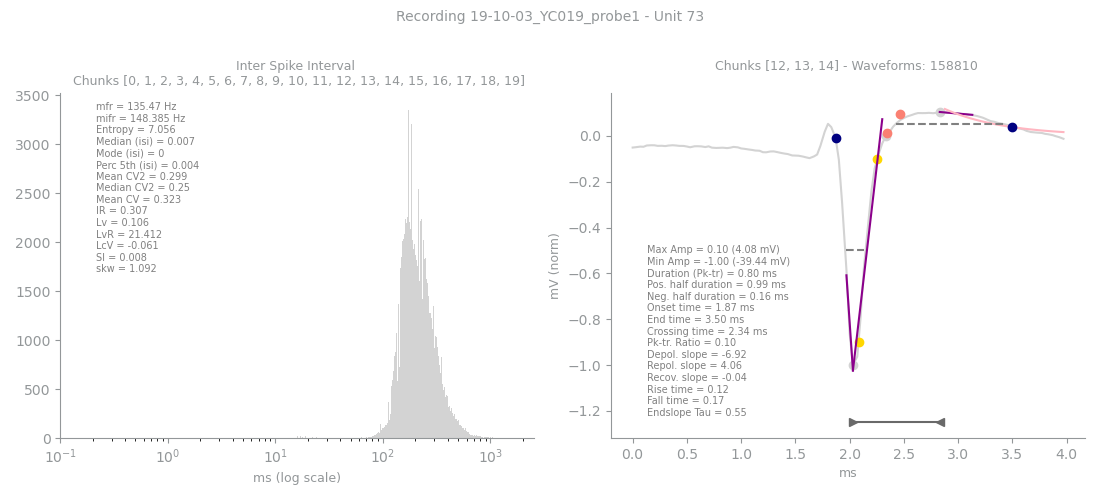 Recording 19-10-03_YC019_probe1 - Unit 73
Inter Spike Interval
Chunks [0, 1, 2, 3, 4, 5, 6, 7, 8, 9, 10, 11, 12, 13, 14, 15, 16, 17, 18, 19]
3500
3000
2500
2000
1500
1000
500
0
mfr = 135.47 Hz
mifr = 148.385 Hz
Entropy = 7.056
Median (isi) = 0.007
Mode (isi) = 0
Perc 5th (isi) = 0.004
Mean CV2 = 0.299
Median CV2 = 0.25
Mean CV = 0.323
IR = 0.307
Lv = 0.106
LvR = 21.412
LcV = -0.061
SI = 0.008
skw = 1.092
10⁻¹ 10⁰ 10¹ 10² 10³
ms (log scale)
Chunks [12, 13, 14] - Waveforms: 158810
mV (norm)
0.0
−0.2
−0.4
−0.6
−0.8
−1.0
−1.2
Max Amp = 0.10 (4.08 mV)
Min Amp = -1.00 (-39.44 mV)
Duration (Pk-tr) = 0.80 ms
Pos. half duration = 0.99 ms
Neg. half duration = 0.16 ms
Onset time = 1.87 ms
End time = 3.50 ms
Crossing time = 2.34 ms
Pk-tr. Ratio = 0.10
Depol. slope = -6.92
Repol. slope = 4.06
Recov. slope = -0.04
Rise time = 0.12
Fall time = 0.17
Endslope Tau = 0.55
0.0 0.5 1.0 1.5 2.0 2.5 3.0 3.5 4.0
ms